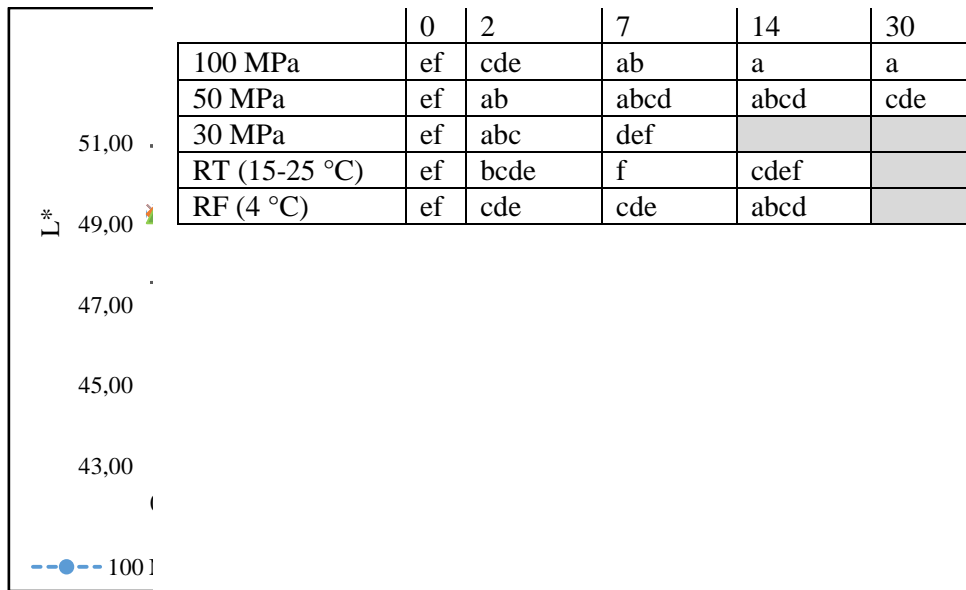 0 2 7 14 30
100 MPa ef cde ab a a
50 MPa ef ab abcd abcd cde
30 MPa ef abc def
RT (15-25 °C) ef bcde f cdef
RF (4 °C) ef cde cde abcd
51,00
49,00
L*
47,00
45,00
43,00
100